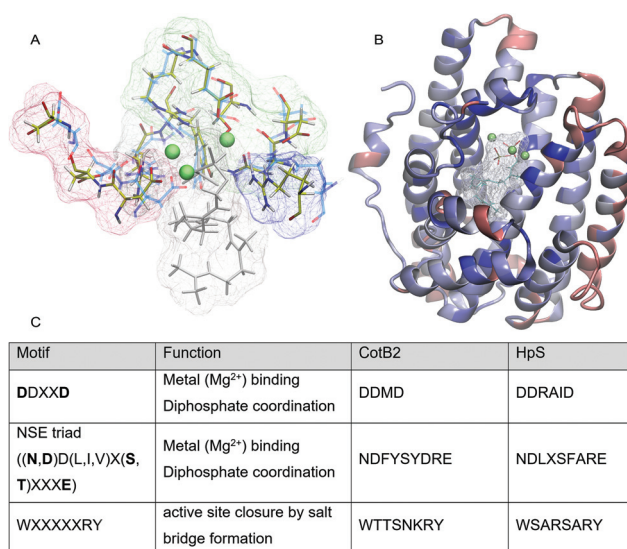 A
B
C
Motif Function CotB2 HpS
DDXXD Metal (Mg2+) binding Diphosphate coordination DDMD DDRAID
NSE triad ((N,D)D(L,I,V)X(S,T)XXXE) Metal (Mg2+) binding Diphosphate coordination NDFYSYDRE NDLXSFARE
WXXXXXRY active site closure by salt bridge formation WTTSNKRY WSARSARY